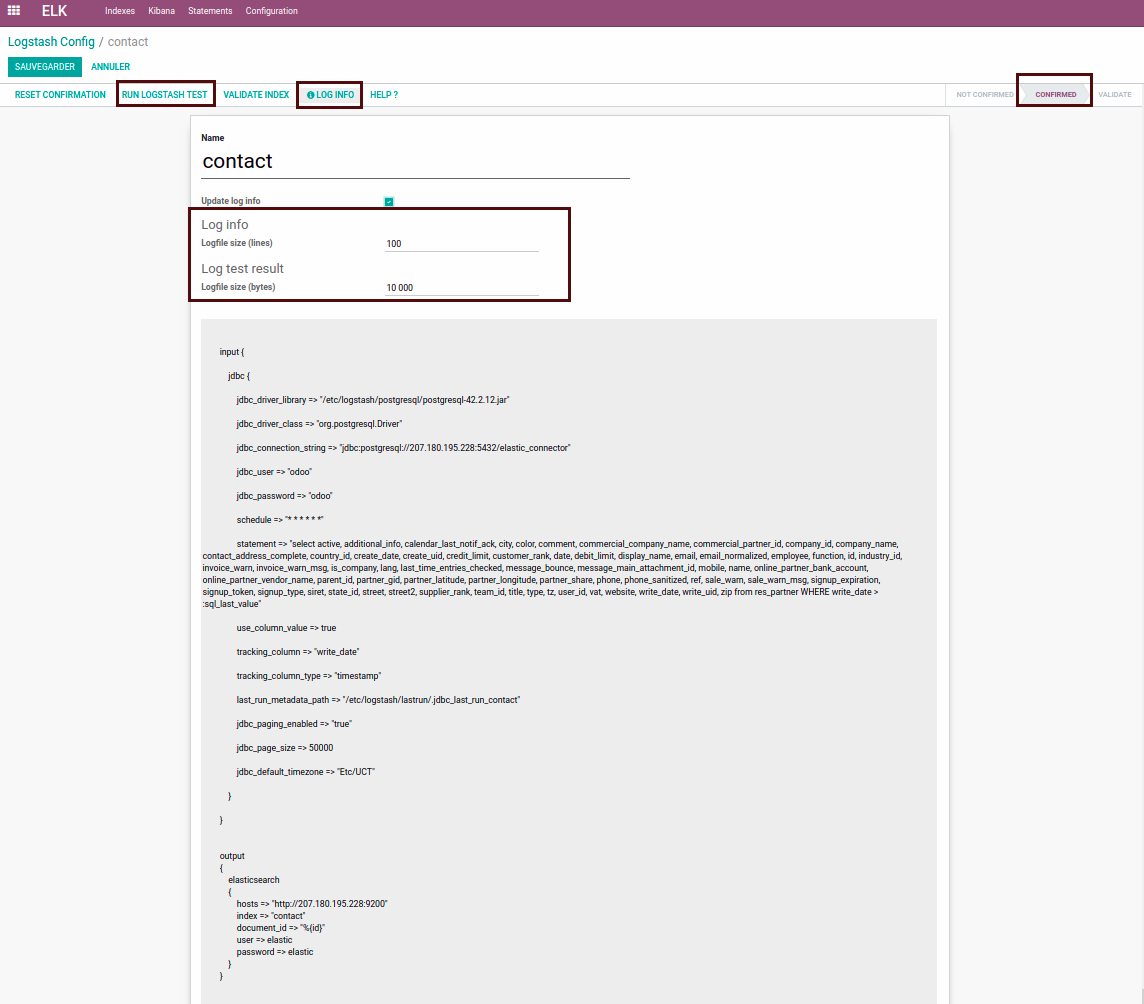 ELK
Indexes Kibana Statements Configuration
Logstash Config / contact
SAUVEGARDER ANNULER
RESET CONFIRMATION RUN LOGSTASH TEST VALIDATE INDEX LOG INFO HELP ? NOT CONFIRMED CONFIRMED VALIDATE
Name
contact
Update log info
Log info
Logfile size (lines) 100
Log test result
Logfile size (bytes) 10 000
input {
jdbc {
jdbc_driver_library => "/etc/logstash/postgresql/postgresql-42.2.12.jar"
jdbc_driver_class => "org.postgresql.Driver"
jdbc_connection_string => "jdbc:postgresql://207.180.195.228:5432/elastic_connector"
jdbc_user => "odoo"
jdbc_password => "odoo"
schedule => "* * * * * *"
statement => "select active, additional_info, calendar_last_notif_ack, city, color, comment, commercial_company_name, commercial_partner_id, company_id, company_name,
contact_address_complete, country_id, create_date, create_uid, credit_limit, customer_rank, date, debit_limit, display_name, email, email_normalized, employee, function, id, industry_id,
invoice_warn, invoice_warn_msg, is_company, lang, last_time_entries_checked, message_bounce, message_main_attachment_id, mobile, name, online_partner_bank_account,
online_partner_vendor_name, parent_id, partner_gid, partner_latitude, partner_longitude, partner_share, phone, phone_sanitized, ref, sale_warn, sale_warn_msg, signup_expiration,
signup_token, signup_type, siret, state_id, street, street2, supplier_rank, team_id, title, type, tz, user_id, vat, website, write_date, write_uid, zip from res_partner WHERE write_date >
:sql_last_value"
use_column_value => true
tracking_column => "write_date"
tracking_column_type => "timestamp"
last_run_metadata_path => "/etc/logstash/lastrun/.jdbc_last_run_contact"
jdbc_paging_enabled => "true"
jdbc_page_size => 50000
jdbc_default_timezone => "Etc/UCT"
}
}
output
{
elasticsearch
{
hosts => "http://207.180.195.228:9200"
index => "contact"
document_id => "%{id}"
user => elastic
password => elastic
}
}